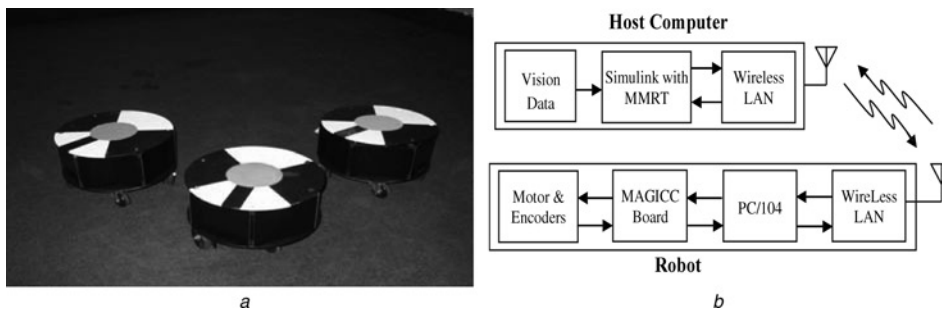 Host Computer
Vision
Data
Simulink with
MMRT
Wireless
LAN
Motor &
Encoders
MAGICC
Board
PC/104
WireLess
LAN
Robot
a
b